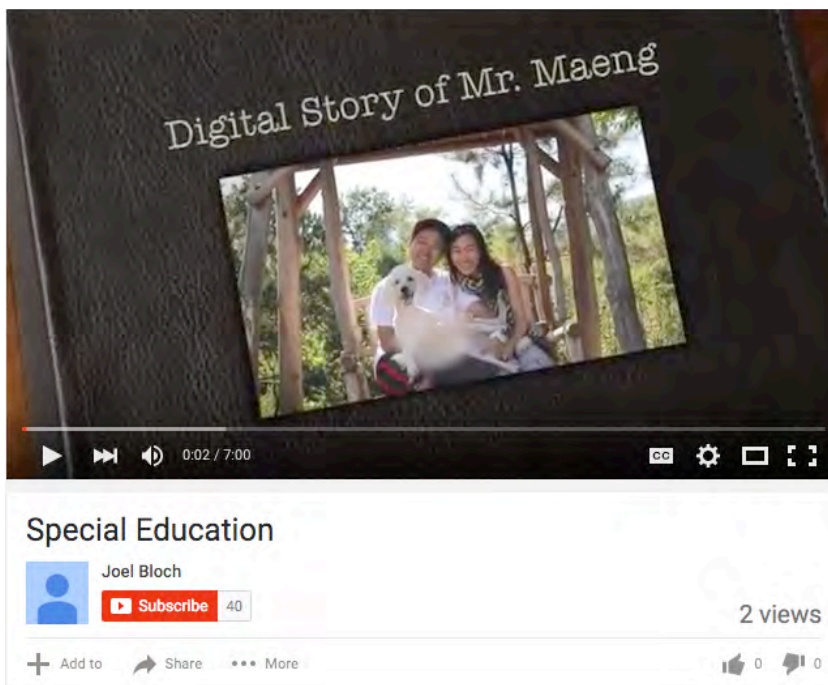 Digital Story of Mr. Maeng
0:02 / 7:00
CC
Special Education
Joel Bloch
Subscribe 40
2 views
Add to Share More 0 0